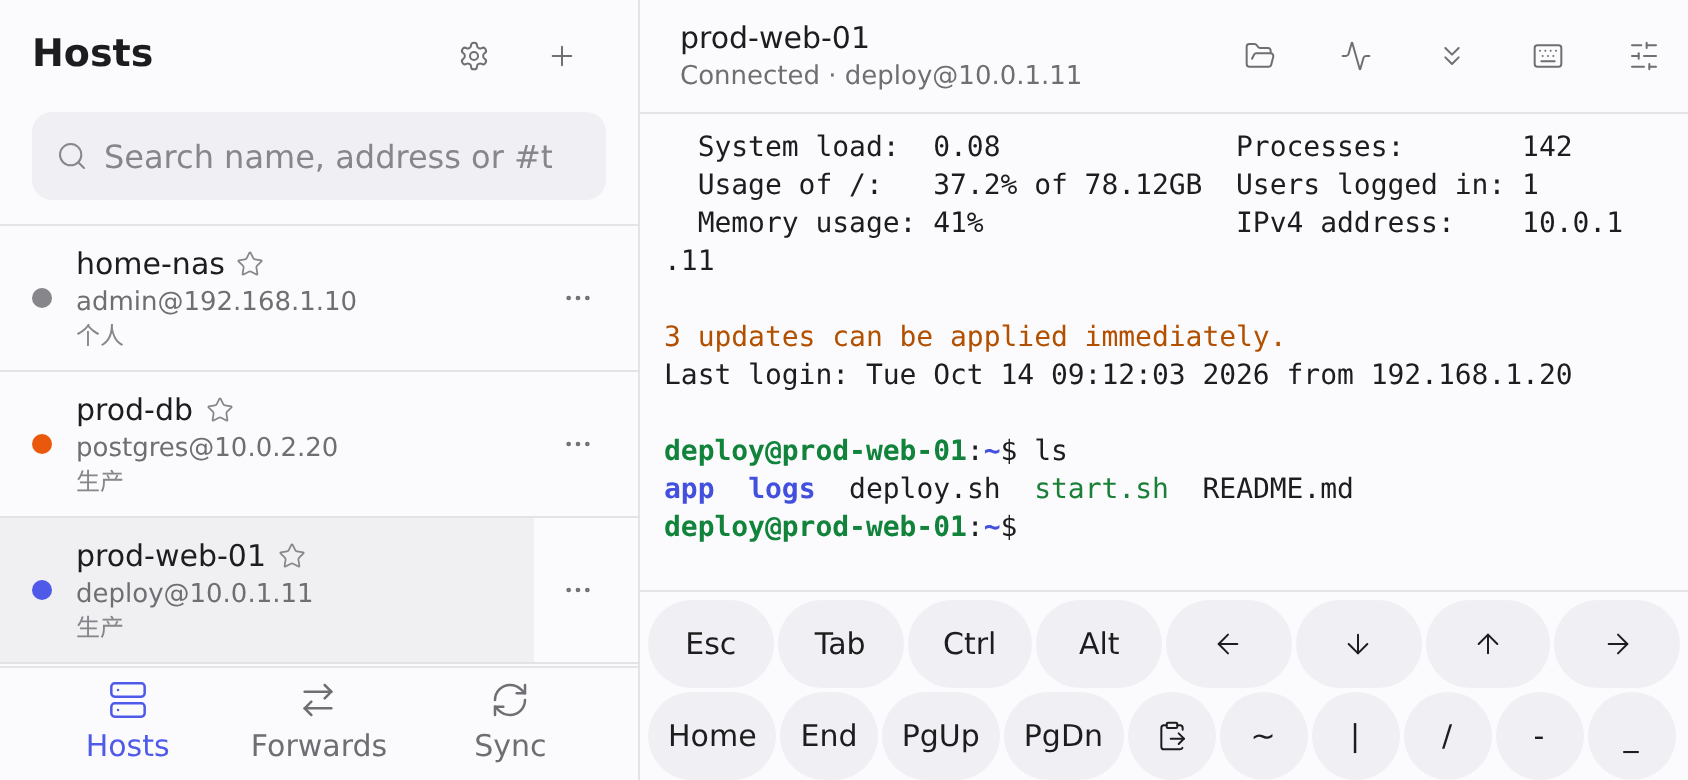 Hosts
Search name, address or #t
home-nas
admin@192.168.1.10
个人
prod-db
postgres@10.0.2.20
生产
prod-web-01
deploy@10.0.1.11
生产
Hosts
Forwards
Sync
prod-web-01
Connected · deploy@10.0.1.11
System load:  0.08              Processes:       142
Usage of /:   37.2% of 78.12GB  Users logged in: 1
Memory usage: 41%               IPv4 address:    10.0.1
.11
3 updates can be applied immediately.
Last login: Tue Oct 14 09:12:03 2026 from 192.168.1.20
deploy@prod-web-01:~$ ls
app  logs  deploy.sh  start.sh  README.md
deploy@prod-web-01:~$
Esc Tab Ctrl Alt ← ↓ ↑ →
Home End PgUp PgDn ~ | / - _